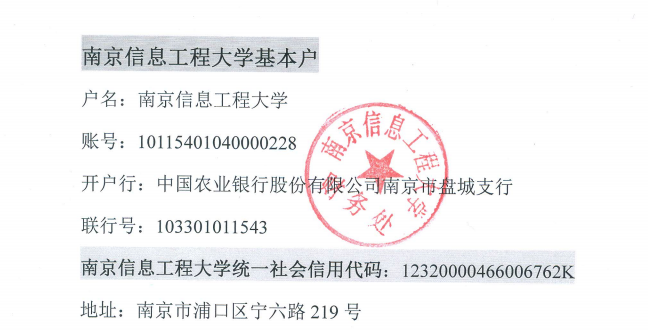 南京信息工程大学基本户
户名：南京信息工程大学
账号：10115401040000228
南京信息工程大学
财务处
开户行：中国农业银行股份有限公司南京市盘城支行
联行号：103301011543
南京信息工程大学统一社会信用代码：12320000466006762K
地址：南京市浦口区宁六路 219 号